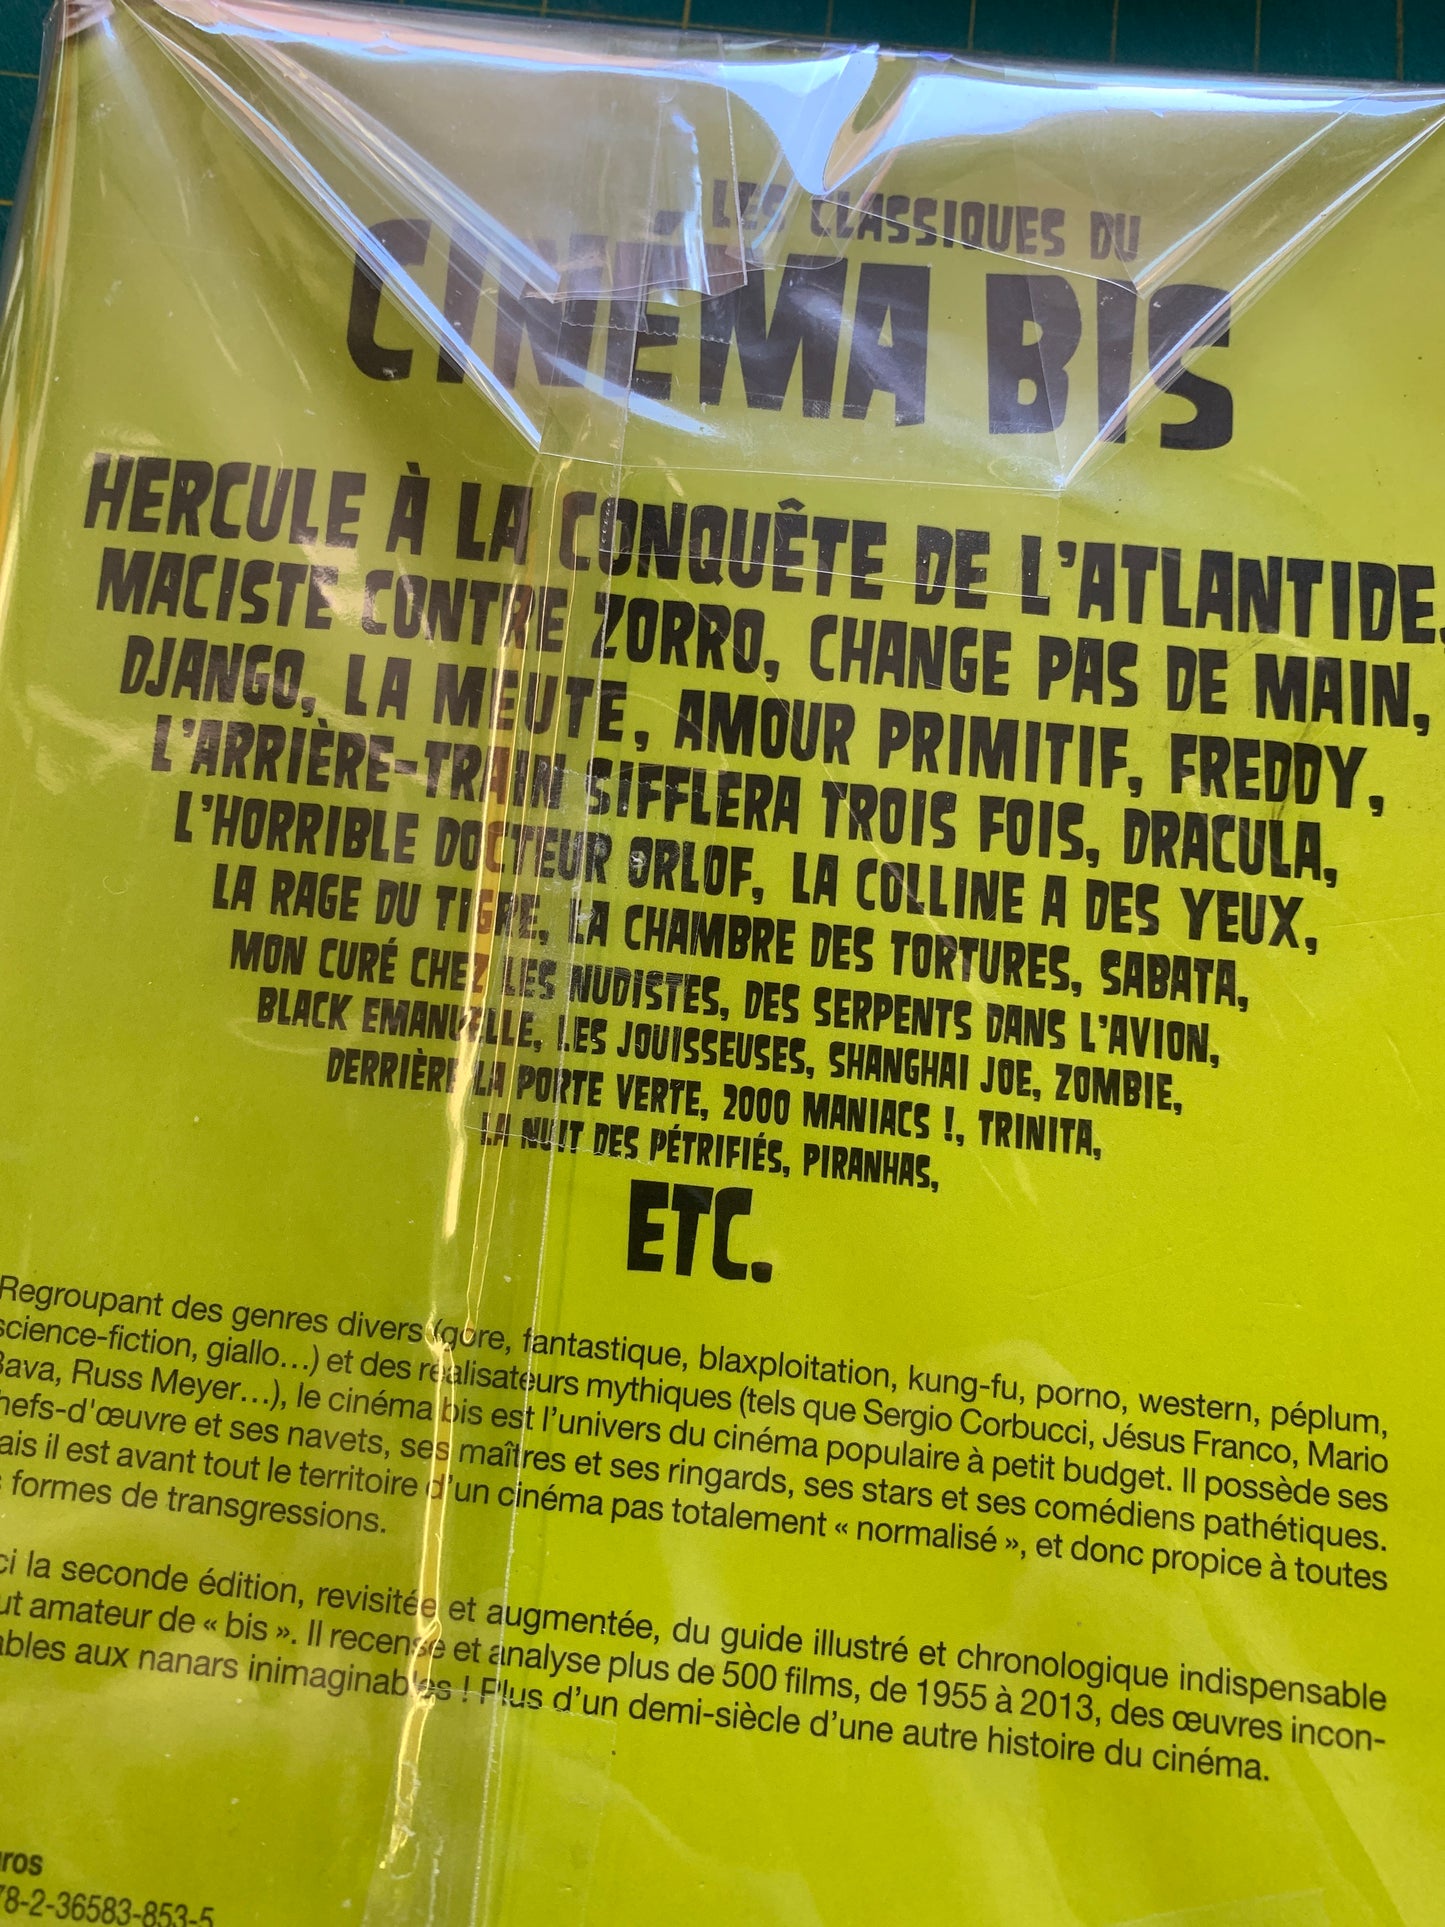 LES CLASSIQUES DU
CINÉMA BIS
HERCULE À LA CONQUÊTE DE L'ATLANTIDE,
MACISTE CONTRE ZORRO, CHANGE PAS DE MAIN,
DJANGO, LA MEUTE, AMOUR PRIMITIF, FREDDY,
L'ARRIÈRE-TRAIN SIFFLERA TROIS FOIS, DRACULA,
L'HORRIBLE DOCTEUR ORLOF, LA COLLINE A DES YEUX,
LA RAGE DU TIGRE, LA CHAMBRE DES TORTURES, SABATA,
MON CURÉ CHEZ LES NUDISTES, DES SERPENTS DANS L'AVION,
BLACK EMANUELLE, LES JOUISSEUSES, SHANGHAI JOE, ZOMBIE,
DERRIÈRE LA PORTE VERTE, 2000 MANIACS !, TRINITA,
LA NUIT DES PÉTRIFIÉS, PIRANHAS,
ETC.
Regroupant des genres divers (gore, fantastique, blaxploitation, kung-fu, porno, western, péplum,
science-fiction, giallo…) et des réalisateurs mythiques (tels que Sergio Corbucci, Jésus Franco, Mario
Bava, Russ Meyer…), le cinéma bis est l'univers du cinéma populaire à petit budget. Il possède ses
hefs-d'œuvre et ses navets, ses maîtres et ses ringards, ses stars et ses comédiens pathétiques.
ais il est avant tout le territoire d'un cinéma pas totalement « normalisé », et donc propice à toutes
formes de transgressions.
ci la seconde édition, revisitée et augmentée, du guide illustré et chronologique indispensable
ut amateur de « bis ». Il recense et analyse plus de 500 films, de 1955 à 2013, des œuvres incon-
ables aux nanars inimaginables ! Plus d'un demi-siècle d'une autre histoire du cinéma.
ros
78-2-36583-853-5